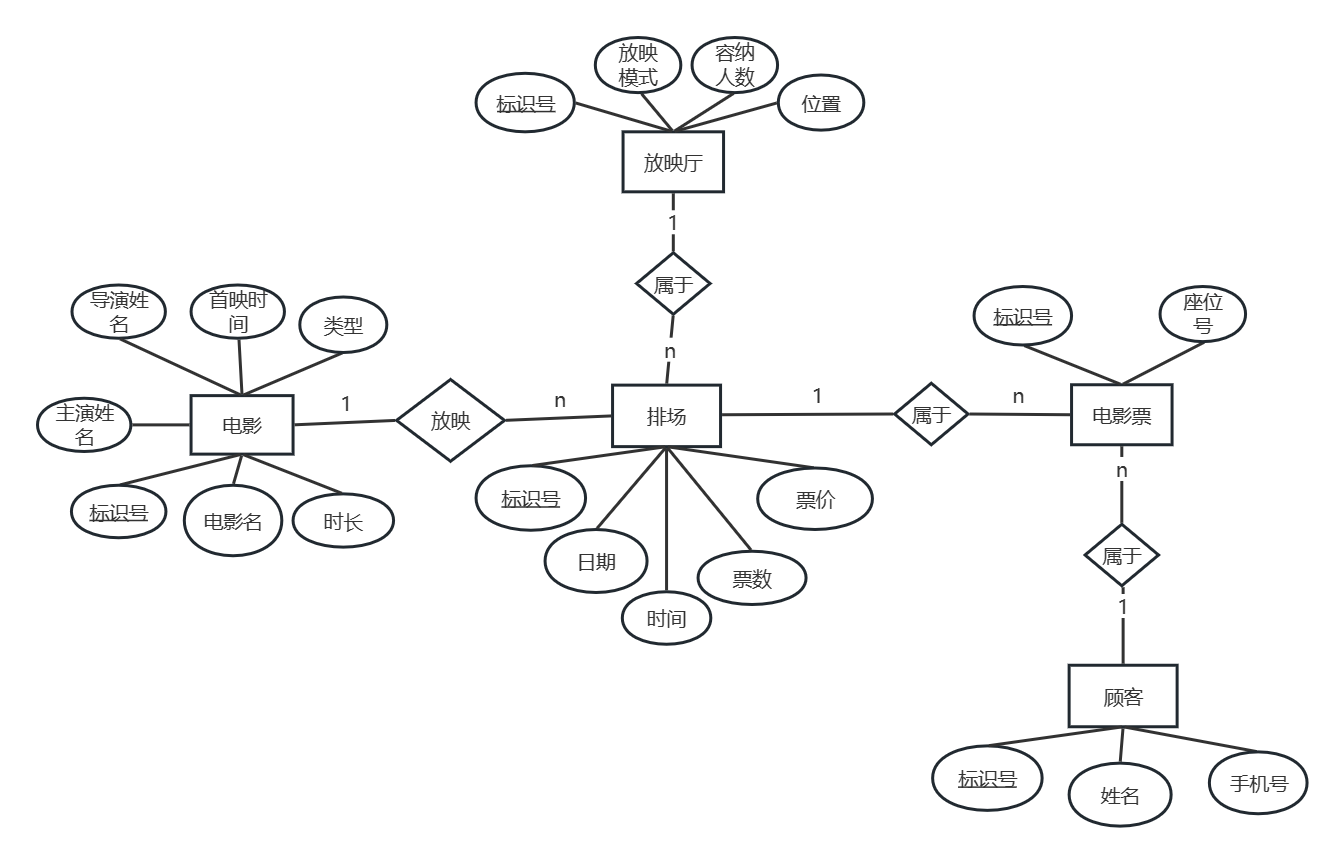 放映
模式
容纳
人数
标识号
位置
放映厅
1
属于
n
导演姓
名
首映时
间
类型
标识号
座位
号
主演姓
名
电影
1
放映
n
排场
1
属于
n
电影票
标识号
电影名
时长
标识号
票价
日期
票数
时间
n
属于
1
顾客
标识号
姓名
手机号